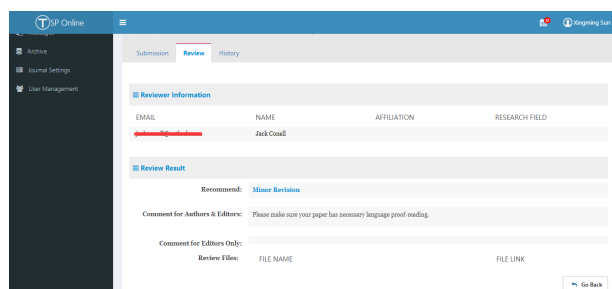 TSP Online
0
Xingming Sun
Archive
Journal Settings
User Management
Submission Review History
Reviewer Information
EMAIL NAME AFFILIATION RESEARCH FIELD
Jack Conall
Review Result
Recommend: Minor Revision
Comment for Authors & Editors: Please make sure your paper has necessary language proof-reading.
Comment for Editors Only:
Review Files: FILE NAME FILE LINK
Go Back